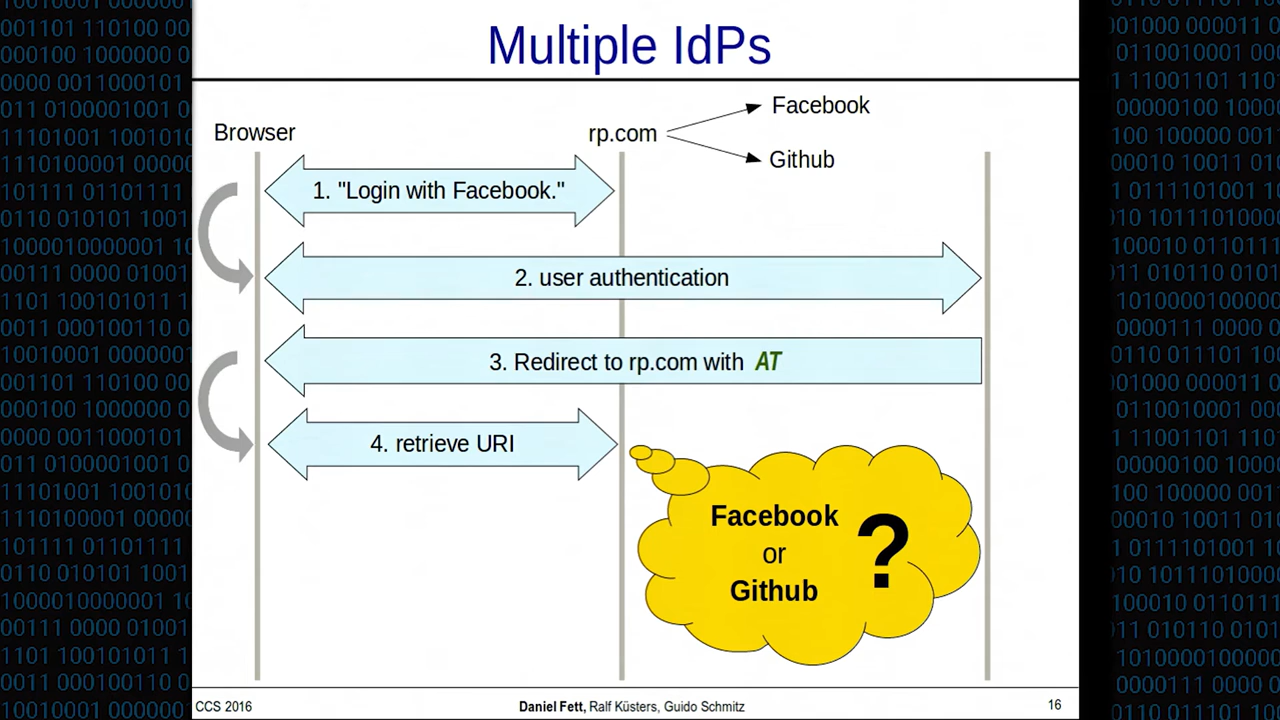 Multiple IdPs
Facebook
Browser
rp.com
Github
1. "Login with Facebook."
2. user authentication
3. Redirect to rp.com with AT
4. retrieve URI
Facebook
or
Github
?
CCS 2016
Daniel Fett, Ralf Küsters, Guido Schmitz
16